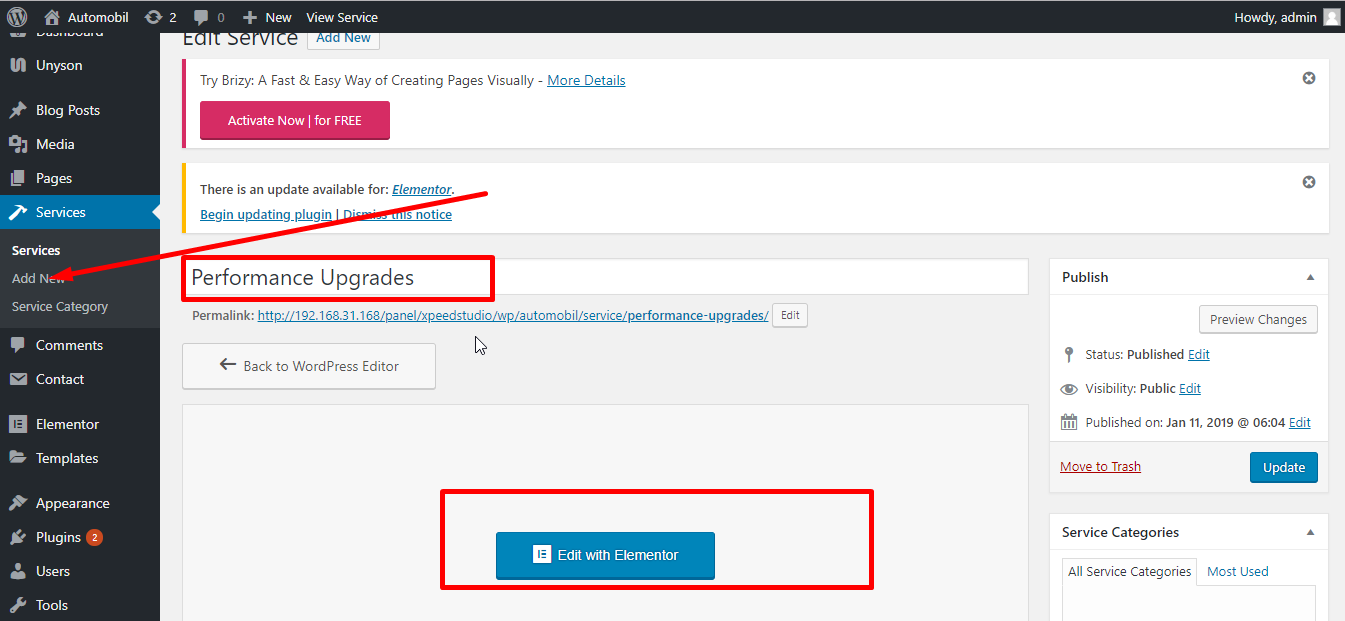 Automobil 2 0 New View Service Howdy, admin
Dashboard
Unyson
Blog Posts
Media
Pages
Services
Services
Add New
Service Category
Comments
Contact
Elementor
Templates
Appearance
Plugins 2
Users
Tools
Edit Service Add New
Try Brizy: A Fast & Easy Way of Creating Pages Visually - More Details
Activate Now | for FREE
There is an update available for: Elementor.
Begin updating plugin | Dismiss this notice
Performance Upgrades
Permalink: http://192.168.31.168/panel/xpeedstudio/wp/automobil/service/performance-upgrades/ Edit
Back to WordPress Editor
Edit with Elementor
Publish
Preview Changes
Status: Published Edit
Visibility: Public Edit
Published on: Jan 11, 2019 @ 06:04 Edit
Move to Trash Update
Service Categories
All Service Categories Most Used